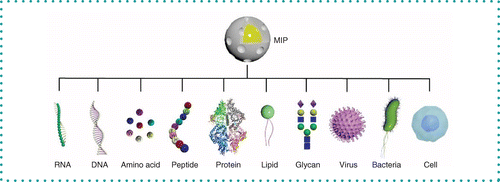 MIP
RNA DNA Amino acid Peptide Protein Lipid Glycan Virus Bacteria Cell